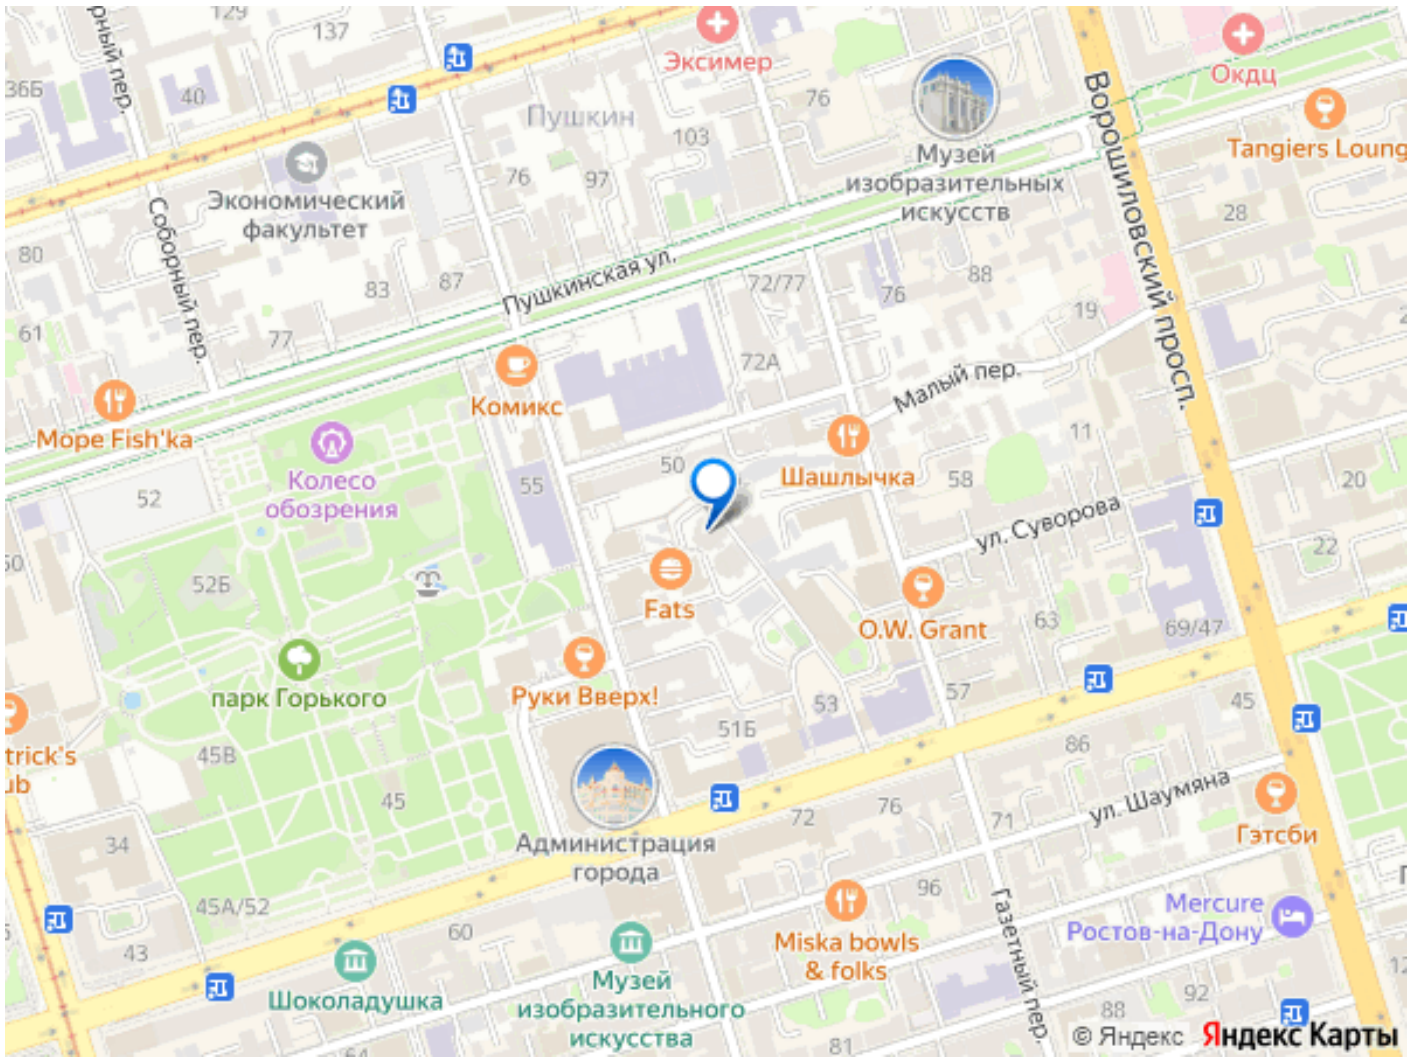 129
137
Эксимер
Окдц
36Б
40
Пушкин
76
103
Музей
изобразительных
искусств
Ворошиловский просп.
Tangiers Loung
Экономический
факультет
76
97
Соборный пер.
28
80
83
87
Пушкинская ул.
72/77
76
88
19
61
77
72А
Малый пер.
Комикс
Море Fish'ka
11
Колесо
обозрения
50
Шашлычка
58
20
52
55
ул. Суворова
22
52Б
Fats
O.W. Grant
63
69/47
парк Горького
Руки Вверх!
57
53
45
51Б
86
trick's
ub
45В
45
ул. Шаумяна
72
76
71
Гэтсби
34
Администрация
города
96
45А/52
60
43
Miska bowls
& folks
Газетный пер.
Mercure
Ростов-на-Дону
Шоколадушка
Музей
изобразительного
искусства
92
88
81
© Яндекс Яндекс Карты